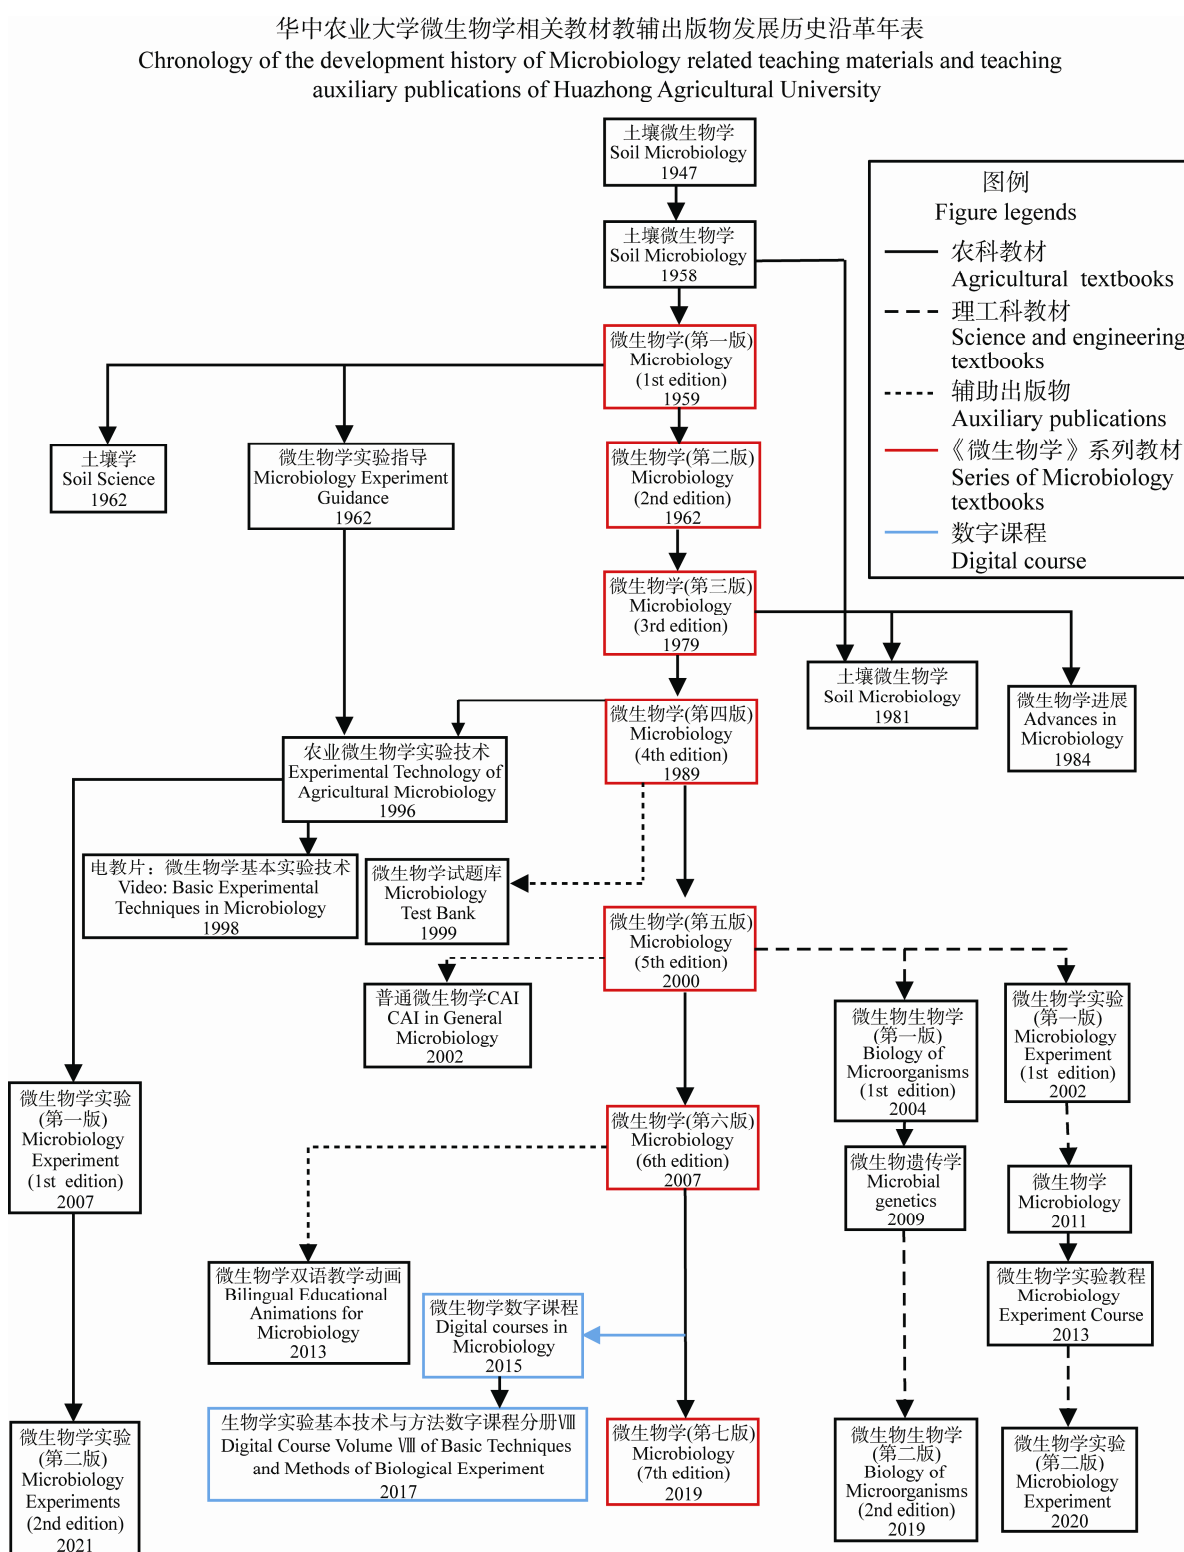 华中农业大学微生物学相关教材教辅出版物发展历史沿革年表
Chronology of the development history of Microbiology related teaching materials and teaching
auxiliary publications of Huazhong Agricultural University
土壤微生物学
Soil Microbiology
1947
图例
Figure legends
农科教材
Agricultural textbooks
理工科教材
Science and engineering
textbooks
辅助出版物
Auxiliary publications
《微生物学》系列教材
Series of Microbiology
textbooks
数字课程
Digital course
土壤微生物学
Soil Microbiology
1958
微生物学(第一版)
Microbiology
(1st edition)
1959
土壤学
Soil Science
1962
微生物学实验指导
Microbiology Experiment
Guidance
1962
微生物学(第二版)
Microbiology
(2nd edition)
1962
微生物学(第三版)
Microbiology
(3rd edition)
1979
土壤微生物学
Soil Microbiology
1981
微生物学进展
Advances in
Microbiology
1984
微生物学(第四版)
Microbiology
(4th edition)
1989
农业微生物学实验技术
Experimental Technology of
Agricultural Microbiology
1996
电教片：微生物学基本实验技术
Video: Basic Experimental
Techniques in Microbiology
1998
微生物学试题库
Microbiology
Test Bank
1999
微生物学(第五版)
Microbiology
(5th edition)
2000
普通微生物学CAI
CAI in General
Microbiology
2002
微生物生物学
(第一版)
Biology of
Microorganisms
(1st edition)
2004
微生物学实验
(第一版)
Microbiology
Experiment
(1st edition)
2002
微生物学实验
(第一版)
Microbiology
Experiment
(1st edition)
2007
微生物学(第六版)
Microbiology
(6th edition)
2007
微生物遗传学
Microbial
genetics
2009
微生物学
Microbiology
2011
微生物学双语教学动画
Bilingual Educational
Animations for
Microbiology
2013
微生物学数字课程
Digital courses in
Microbiology
2015
微生物学实验教程
Microbiology
Experiment Course
2013
生物学实验基本技术与方法数字课程分册Ⅷ
Digital Course Volume Ⅷ of Basic Techniques
and Methods of Biological Experiment
2017
微生物学(第七版)
Microbiology
(7th edition)
2019
微生物生物学
(第二版)
Biology of
Microorganisms
(2nd edition)
2019
微生物学实验
(第二版)
Microbiology
Experiment
2020
微生物学实验
(第二版)
Microbiology
Experiments
(2nd edition)
2021